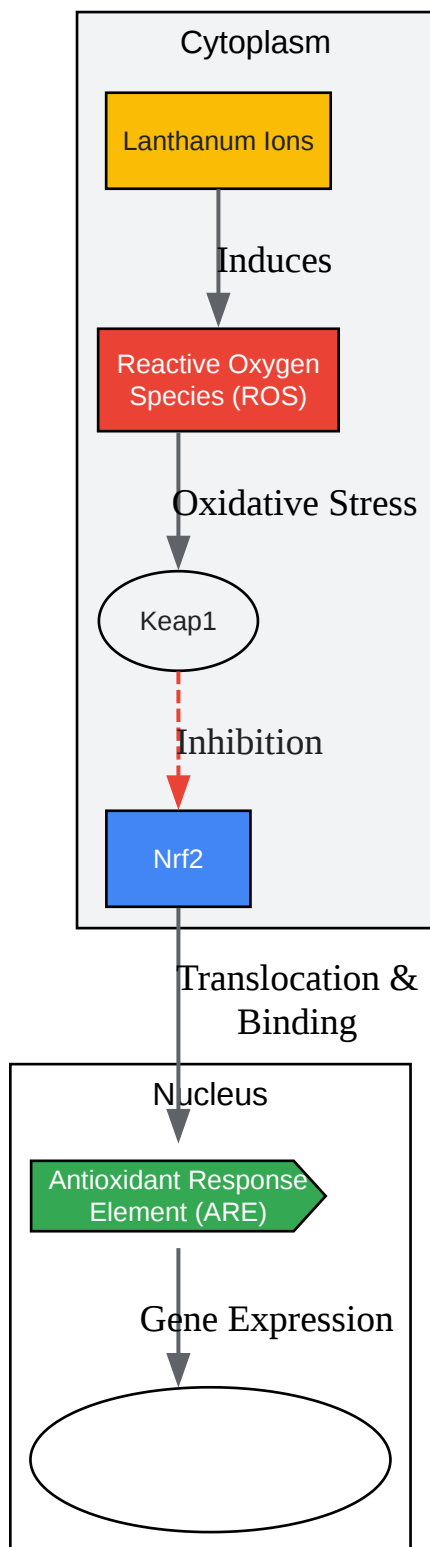 Cytoplasm
Lanthanum Ions
Induces
Reactive Oxygen
Species (ROS)
Oxidative Stress
Keap1
Inhibition
Nrf2
Translocation &
Binding
Nucleus
Antioxidant Response
Element (ARE)
Gene Expression